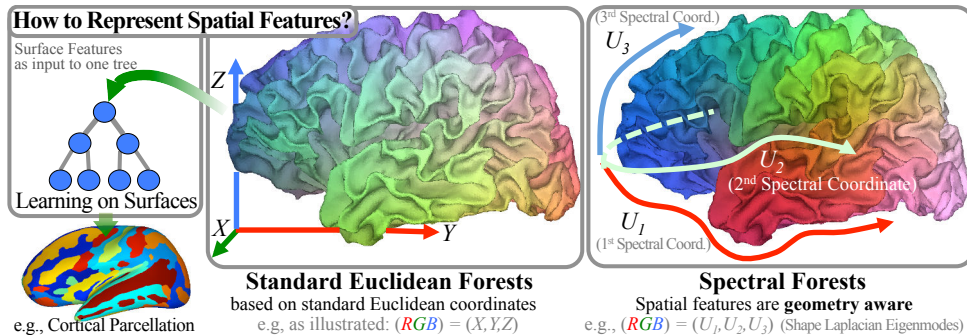 How to Represent Spatial Features?
Surface Features
as input to one tree
Learning on Surfaces
e.g., Cortical Parcellation
Z
X
Y
Standard Euclidean Forests
based on standard Euclidean coordinates
e.g, as illustrated: (RGB) = (X,Y,Z)
(3rd Spectral Coord.)
U3
U2
(2nd Spectral Coordinate)
U1
(1st Spectral Coord.)
Spectral Forests
Spatial features are geometry aware
e.g., (RGB) = (U1,U2,U3) (Shape Laplacian Eigenmodes)